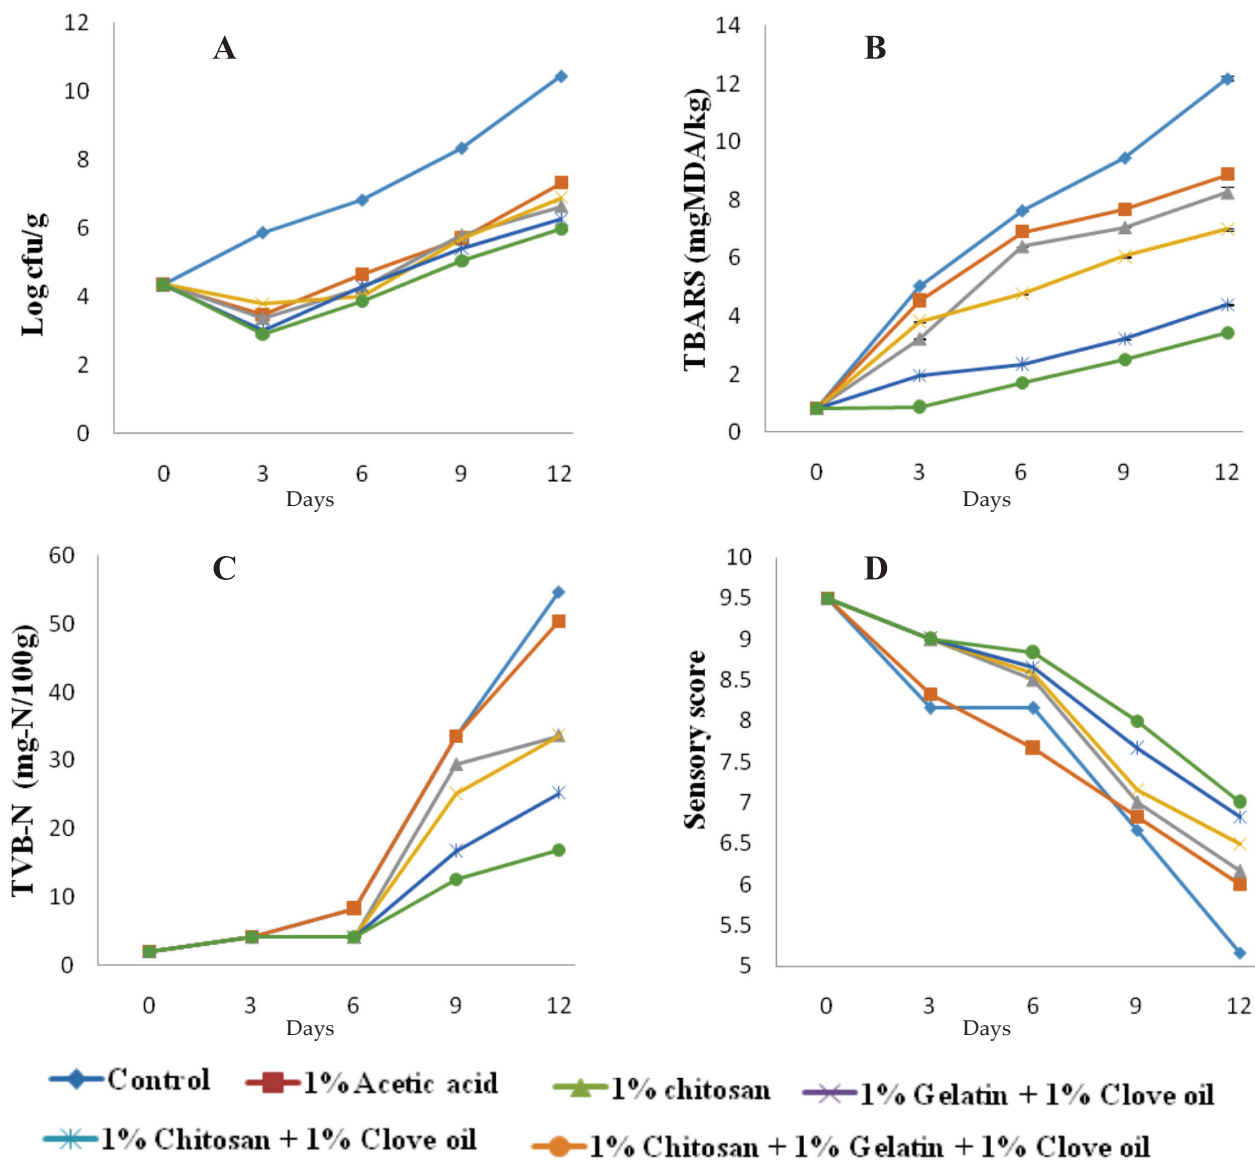 A
Log cfu/g
12
10
8
6
4
2
0
0 3 6 9 12
Days
B
TBARS (mgMDA/kg)
14
12
10
8
6
4
2
0
0 3 6 9 12
Days
C
TVB-N (mg-N/100g)
60
50
40
30
20
10
0
0 3 6 9 12
Days
D
Sensory score
10
9.5
9
8.5
8
7.5
7
6.5
6
5.5
5
0 3 6 9 12
Days
Control 1% Acetic acid 1% chitosan 1% Gelatin + 1% Clove oil
1% Chitosan + 1% Clove oil 1% Chitosan + 1% Gelatin + 1% Clove oil